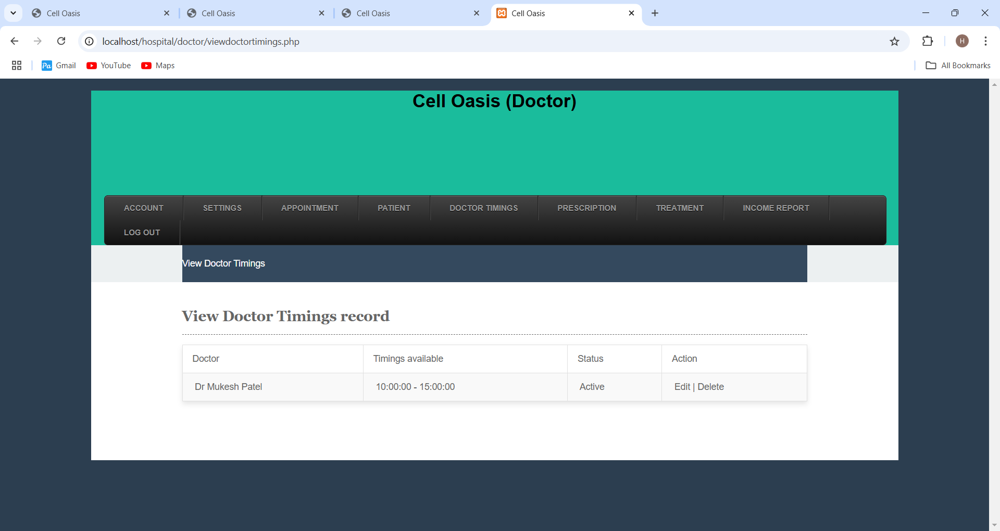 Cell Oasis
Cell Oasis
Cell Oasis
Cell Oasis
localhost/hospital/doctor/viewdoctortimings.php
H
Pa Gmail YouTube Maps All Bookmarks
Cell Oasis (Doctor)
ACCOUNT SETTINGS APPOINTMENT PATIENT DOCTOR TIMINGS PRESCRIPTION TREATMENT INCOME REPORT
LOG OUT
View Doctor Timings
View Doctor Timings record
Doctor Timings available Status Action
Dr Mukesh Patel 10:00:00 - 15:00:00 Active Edit | Delete